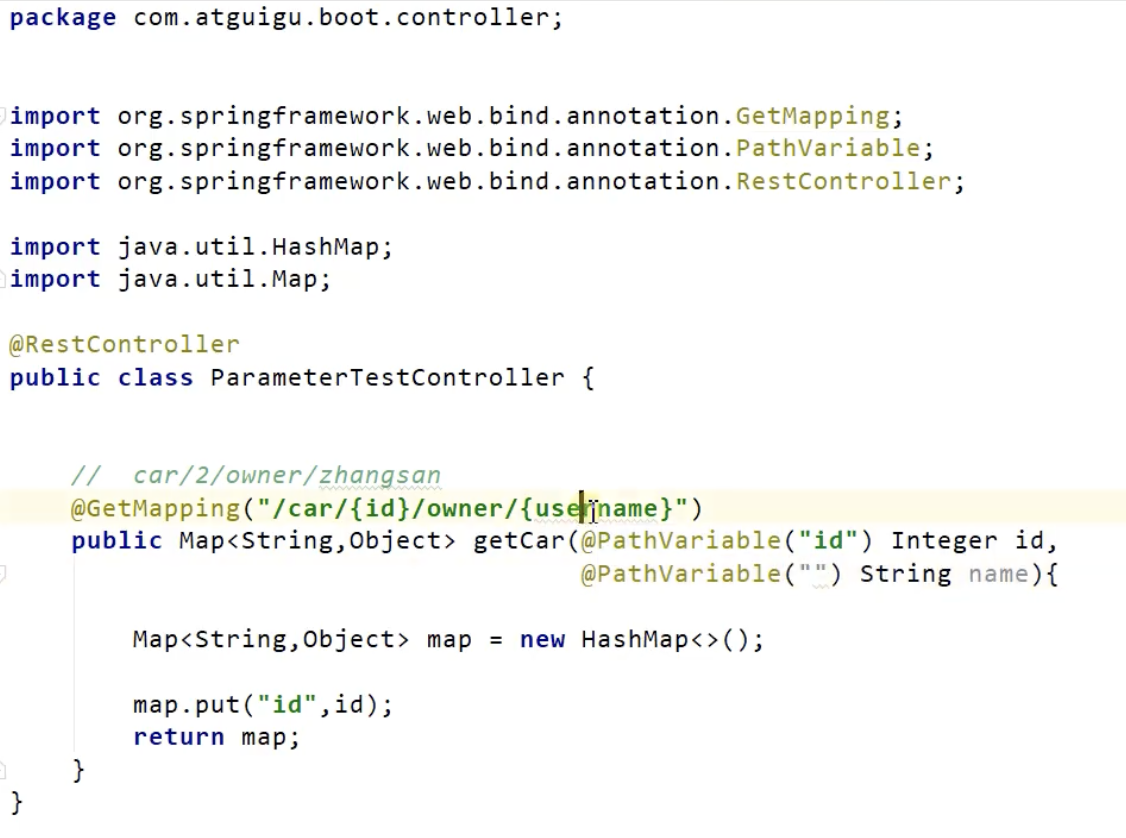 package com.atguigu.boot.controller;
import org.springframework.web.bind.annotation.GetMapping;
import org.springframework.web.bind.annotation.PathVariable;
import org.springframework.web.bind.annotation.RestController;
import java.util.HashMap;
import java.util.Map;
@RestController
public class ParameterTestController {
//  car/2/owner/zhangsan
@GetMapping("/car/{id}/owner/{username}")
public Map<String,Object> getCar(@PathVariable("id") Integer id,
@PathVariable("") String name){
Map<String,Object> map = new HashMap<>();
map.put("id",id);
return map;
}
}